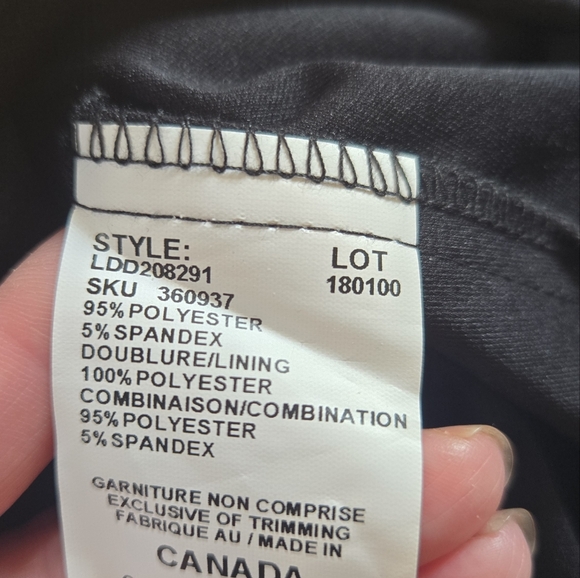 STYLE: LOT
LDD208291 180100
SKU 360937
95% POLYESTER
5% SPANDEX
DOUBLURE/LINING
100% POLYESTER
COMBINAISON/COMBINATION
95% POLYESTER
5% SPANDEX
GARNITURE NON COMPRISE
EXCLUSIVE OF TRIMMING
FABRIQUE AU / MADE IN
CANADA